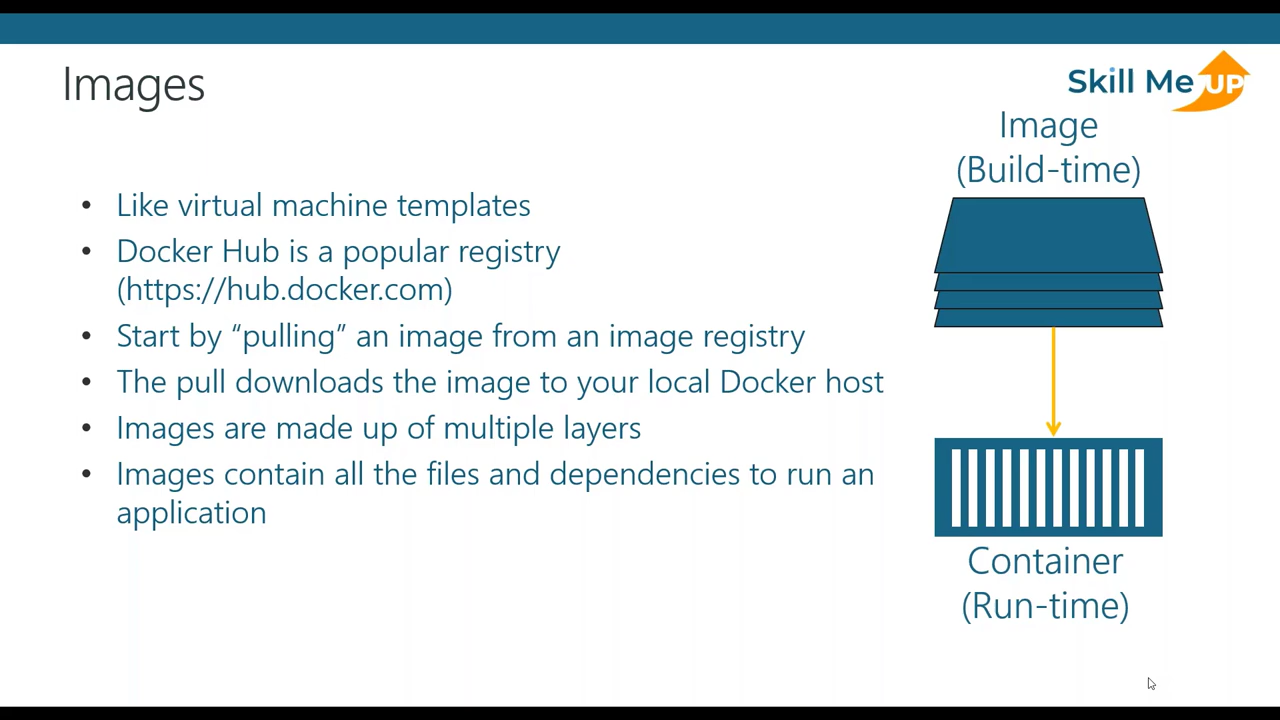 Images
Skill Me UP
Image
(Build-time)
• Like virtual machine templates
• Docker Hub is a popular registry
(https://hub.docker.com)
• Start by “pulling” an image from an image registry
• The pull downloads the image to your local Docker host
• Images are made up of multiple layers
• Images contain all the files and dependencies to run an
application
Container
(Run-time)